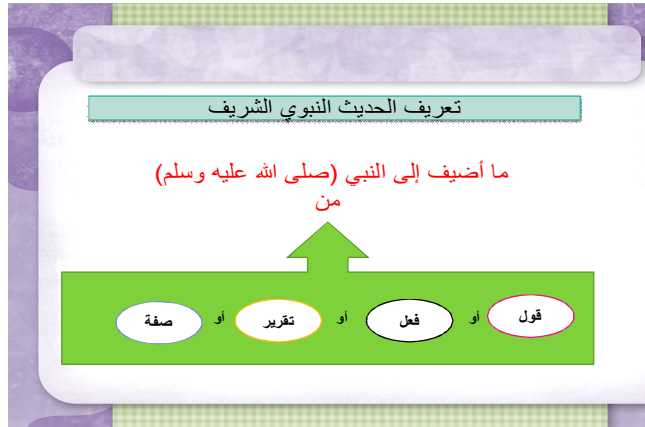 تعريف الحديث النبوي الشريف
ما أضيف إلى النبي (صلى الله عليه وسلم)
من
قول أو فعل أو تقرير أو صفة